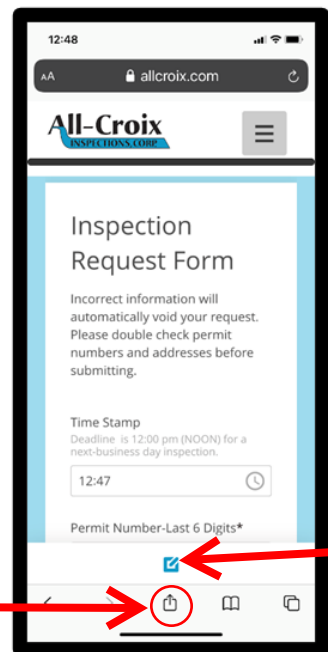 12:48
AA allcroix.com
All-Croix
INSPECTIONS, CORP.
Inspection
Request Form
Incorrect information will
automatically void your request.
Please double check permit
numbers and addresses before
submitting.
Time Stamp
Deadline is 12:00 pm (NOON) for a
next-business day inspection.
12:47
Permit Number-Last 6 Digits*